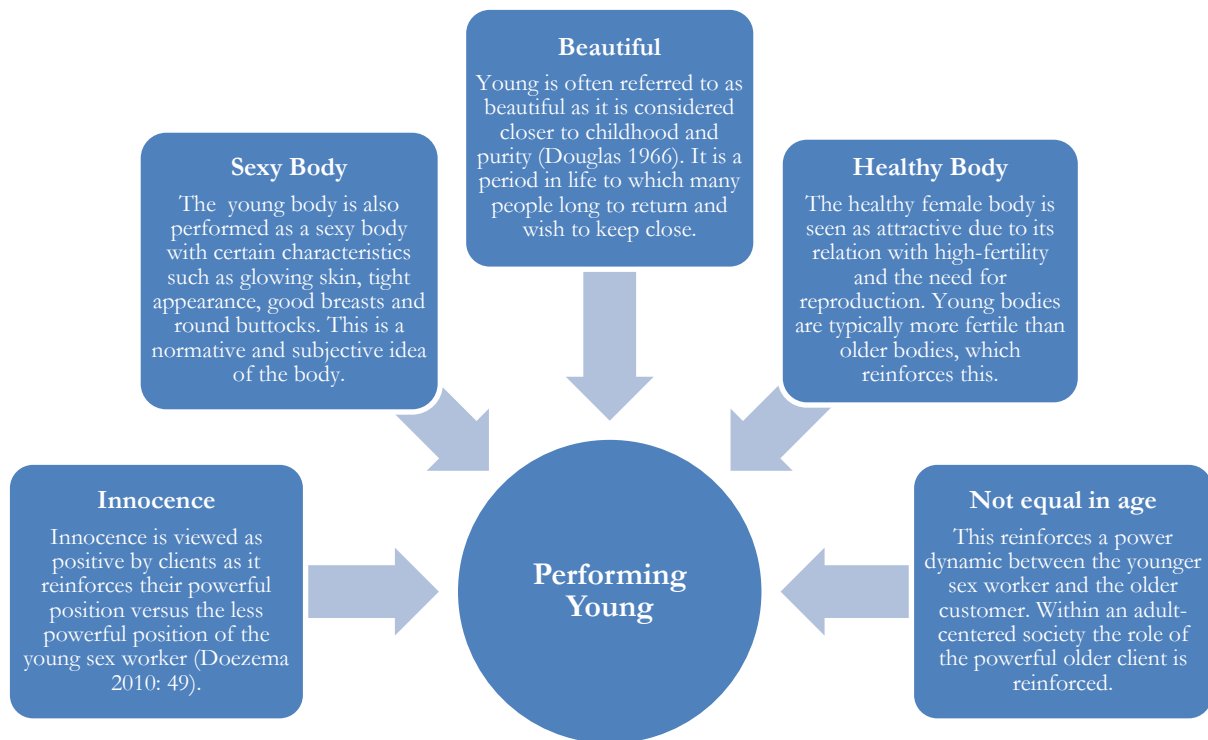 Beautiful
Young is often referred to as
beautiful as it is considered
closer to childhood and
purity (Douglas 1966). It is a
period in life to which many
people long to return and
wish to keep close.
Sexy Body
The  young body is also
performed as a sexy body
with certain characteristics
such as glowing skin, tight
appearance, good breasts and
round buttocks. This is a
normative and subjective idea
of the body.
Healthy Body
The healthy female body is
seen as attractive due to its
relation with high-fertility
and the need for
reproduction. Young bodies
are typically more fertile than
older bodies, which
reinforces this.
Innocence
Innocence is viewed as
positive by clients as it
reinforces their powerful
position versus the less
powerful position of the
young sex worker (Doezema
2010: 49).
Performing
Young
Not equal in age
This reinforces a power
dynamic between the younger
sex worker and the older
customer. Within an adult-
centered society the role of
the powerful older client is
reinforced.